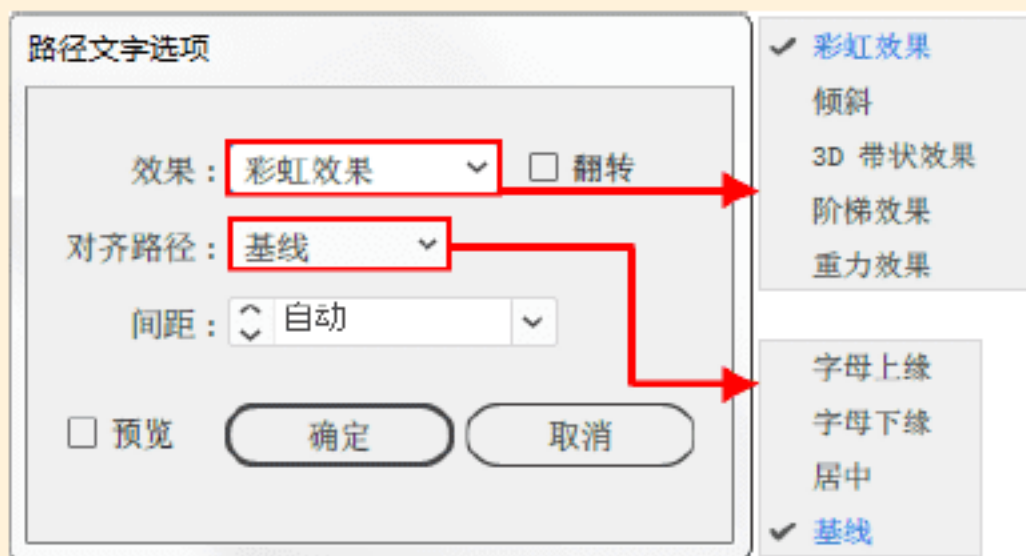 路径文字选项
效果：彩虹效果 翻转
对齐路径：基线
间距：自动
预览 确定 取消
彩虹效果
倾斜
3D 带状效果
阶梯效果
重力效果
字母上缘
字母下缘
居中
基线